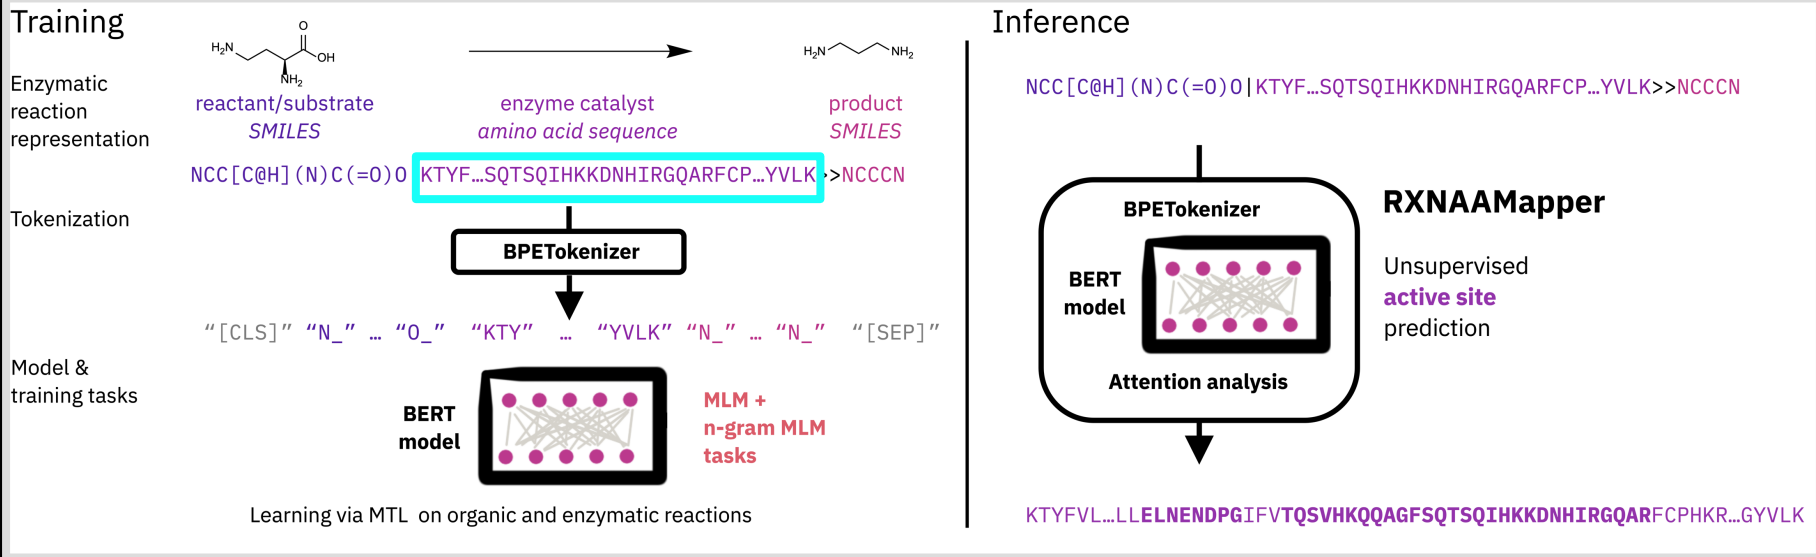 Training
H₂N
O
OH
NH₂
H₂N
NH₂
Enzymatic
reaction
representation
reactant/substrate
SMILES
enzyme catalyst
amino acid sequence
product
SMILES
NCC[C@H](N)C(=O)O KTYF…SQTSQIHKKDNHIRGQARFCP…YVLK>>NCCCN
Tokenization
BPETokenizer
“[CLS]” “N_” … “O_” “KTY” … “YVLK” “N_” … “N_” “[SEP]”
Model &
training tasks
BERT
model
MLM +
n-gram MLM
tasks
Learning via MTL on organic and enzymatic reactions
Inference
NCC[C@H](N)C(=O)O|KTYF…SQTSQIHKKDNHIRGQARFCP…YVLK>>NCCCN
BPETokenizer
BERT
model
Attention analysis
RXNAAMapper
Unsupervised
active site
prediction
KTYFVL…LLELNENDPGIFVTQSVHKQQAGFSQTSQIHKKDNHIRGQARFCPHKR…GYVLK